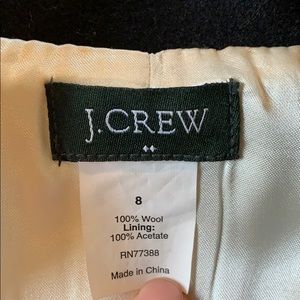 J.CREW
8
100% Wool
Lining:
100% Acetate
RN77388
Made in China